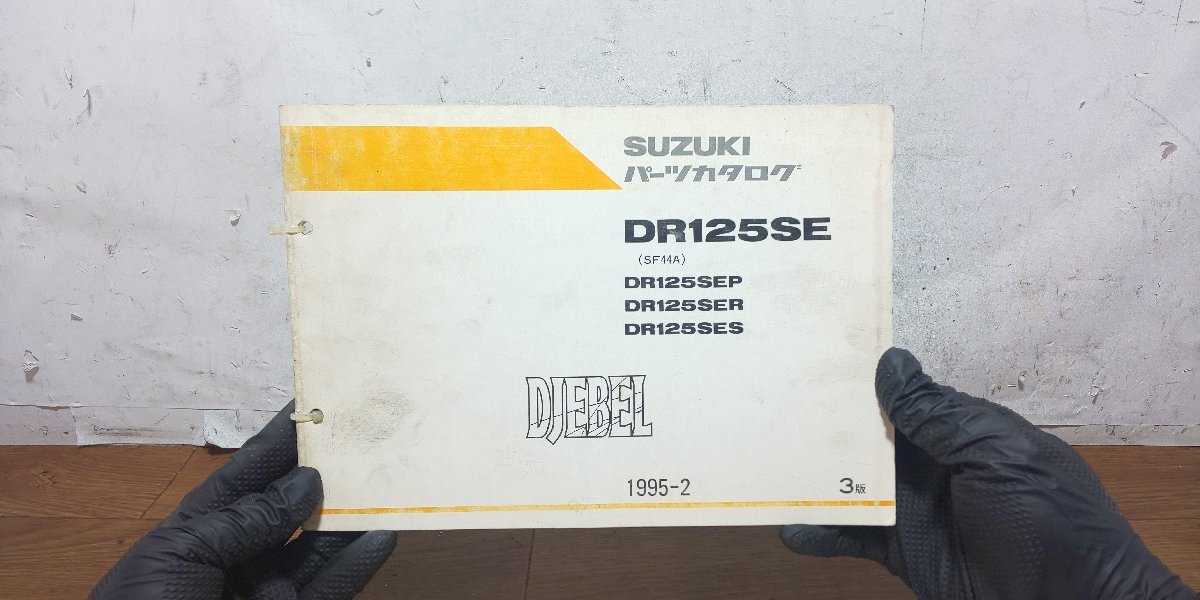 SUZUKI
パーツカタログ
DR125SE
(SF44A)
DR125SEP
DR125SER
DR125SES
DJEBEL
1995-2
3版